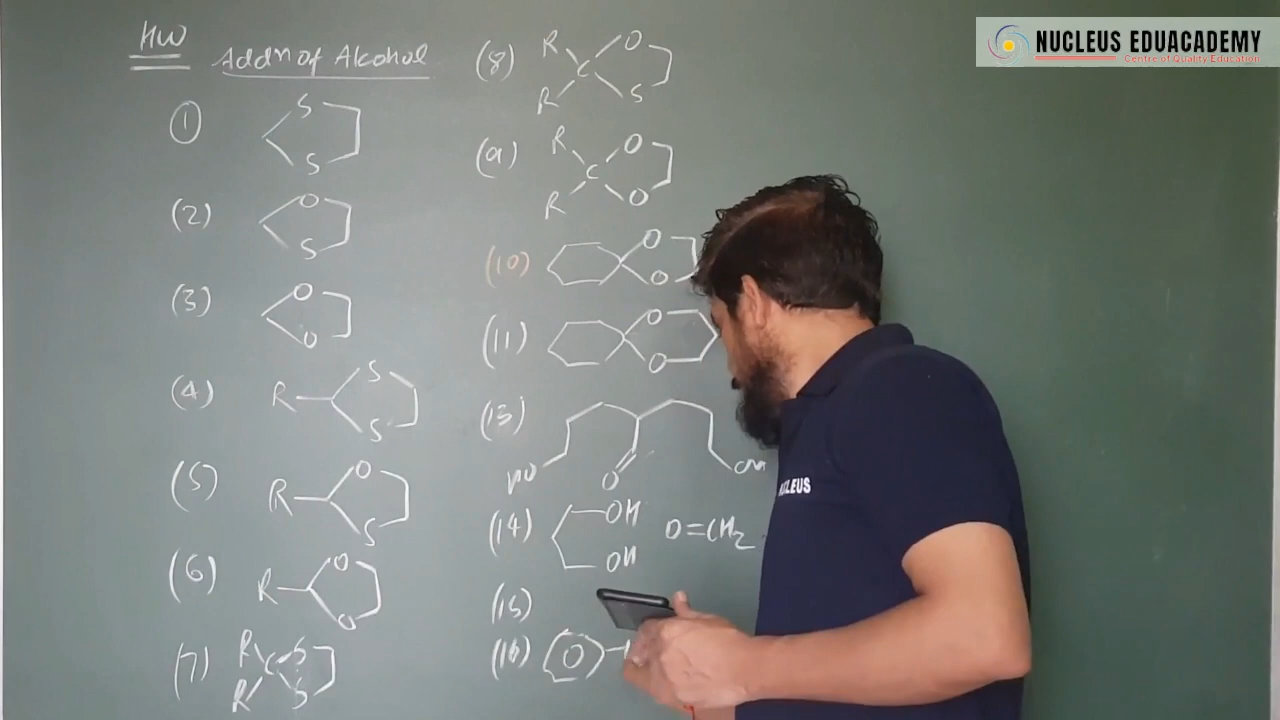 HW
Addn of Alcohol
①
S
S
(2)
O
S
(3)
O
O
(4)
R
S
S
(5)
R
O
S
(6)
R
O
O
(7)
R
R
C
S
S
(8)
R
R
C
O
S
(9)
R
R
C
O
O
(10)
O
O
(11)
O
O
(13)
HO
O
OH
(14)
OH
OH
O=CH2
(15)
(16)
O
NUCLEUS EDUACADEMY
Centre of Quality Education